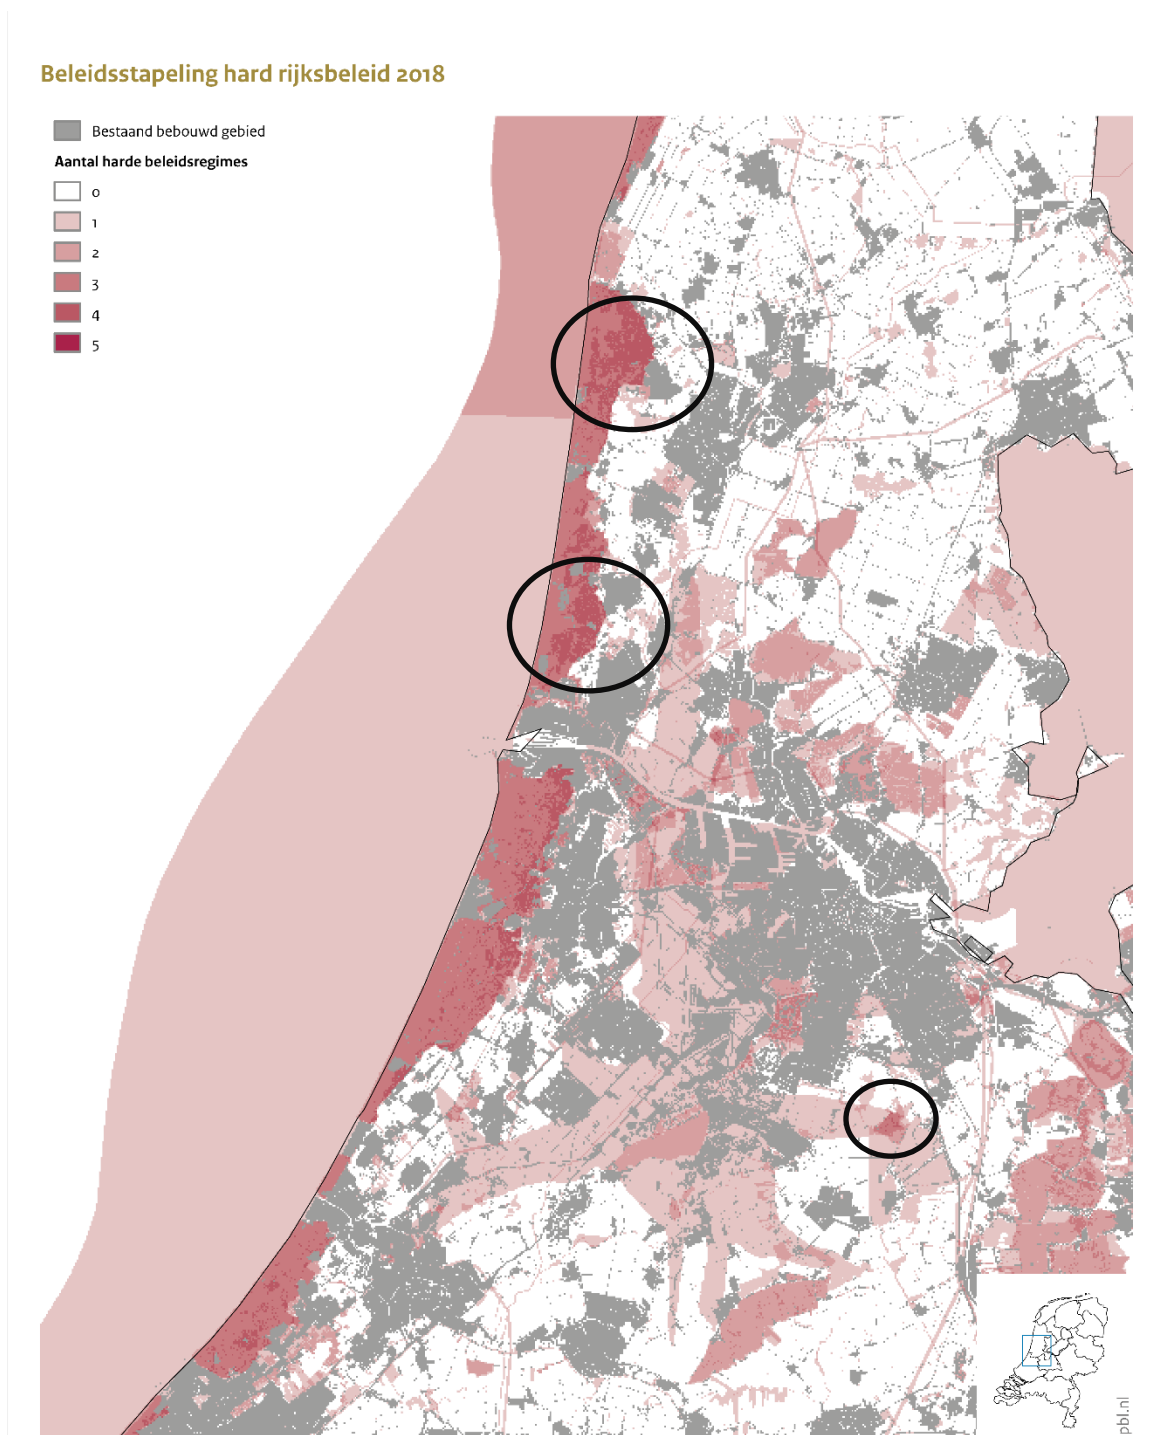 Beleidsstapeling hard rijksbeleid 2018
Bestaand bebouwd gebied
Aantal harde beleidsregimes
0
1
2
3
4
5
pbl.nl